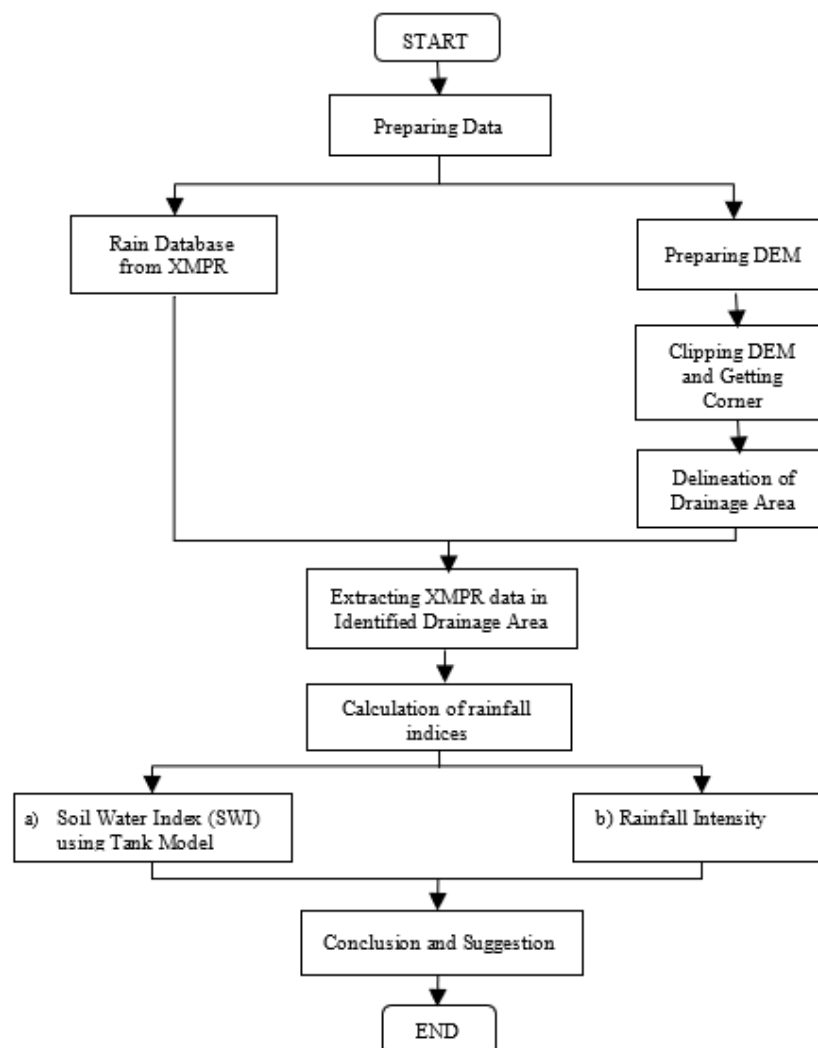 START
Preparing Data
Rain Database
from XMPR
Preparing DEM
Clipping DEM
and Getting
Corner
Delineation of
Drainage Area
Extracting XMPR data in
Identified Drainage Area
Calculation of rainfall
indices
a) Soil Water Index (SWI)
using Tank Model
b) Rainfall Intensity
Conclusion and Suggestion
END